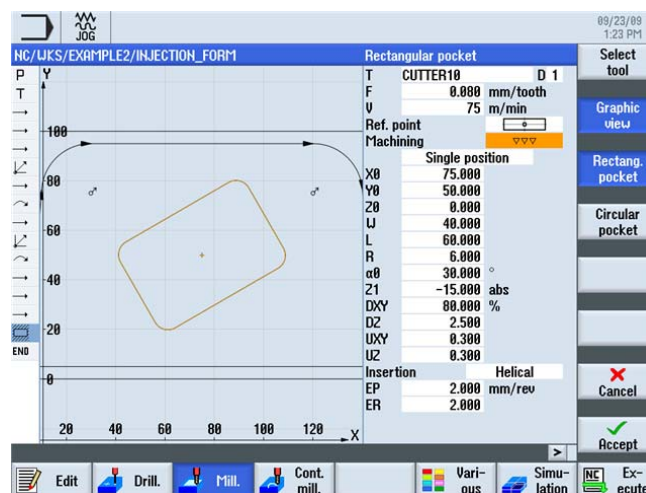 JOG
09/23/09
1:23 PM
NC/WKS/EXAMPLE2/INJECTION_FORM
Rectangular pocket
Select
tool
P
T
END
Y
100
80
60
40
20
0
20
40
60
80
100
120
X
T CUTTER10 D 1
F 0.080 mm/tooth
V 75 m/min
Ref. point
Machining ▽▽▽
Single position
X0 75.000
Y0 50.000
Z0 0.000
W 40.000
L 60.000
R 6.000
α0 30.000 °
Z1 -15.000 abs
DXY 80.000 %
DZ 2.500
UXY 0.300
UZ 0.300
Insertion Helical
EP 2.000 mm/rev
ER 2.000
Graphic
view
Rectang.
pocket
Circular
pocket
Cancel
Accept
>
Edit
Drill.
Mill.
Cont.
mill.
Vari-
ous
Simu-
lation
NC
Ex-
ecute